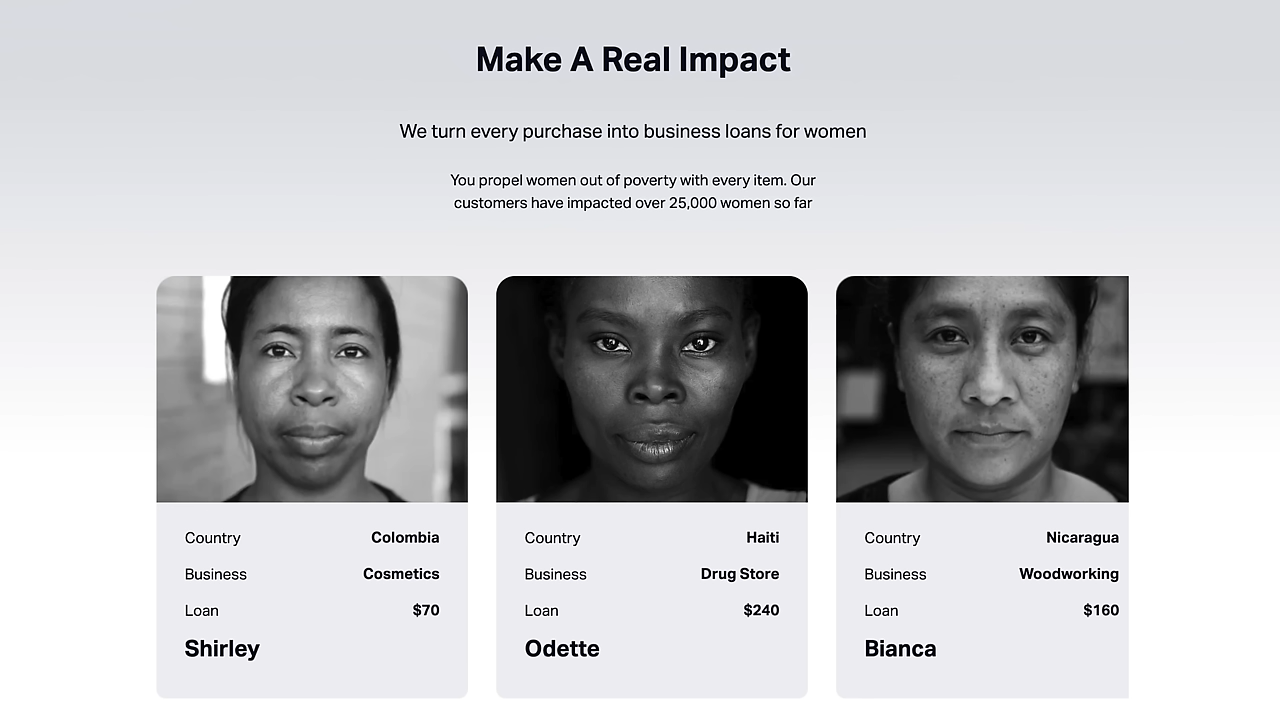 Make A Real Impact
We turn every purchase into business loans for women
You propel women out of poverty with every item. Our
customers have impacted over 25,000 women so far
Country Colombia
Business Cosmetics
Loan $70
Shirley
Country Haiti
Business Drug Store
Loan $240
Odette
Country Nicaragua
Business Woodworking
Loan $160
Bianca